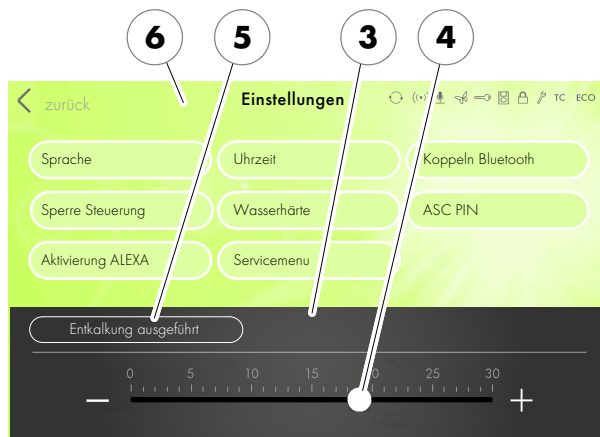 6 5 3 4
zurück Einstellungen TC ECO
Sprache Uhrzeit Koppeln Bluetooth
Sperre Steuerung Wasserhärte ASC PIN
Aktivierung ALEXA Servicemenu
Entkalkung ausgeführt
0 5 10 15 20 25 30
− +